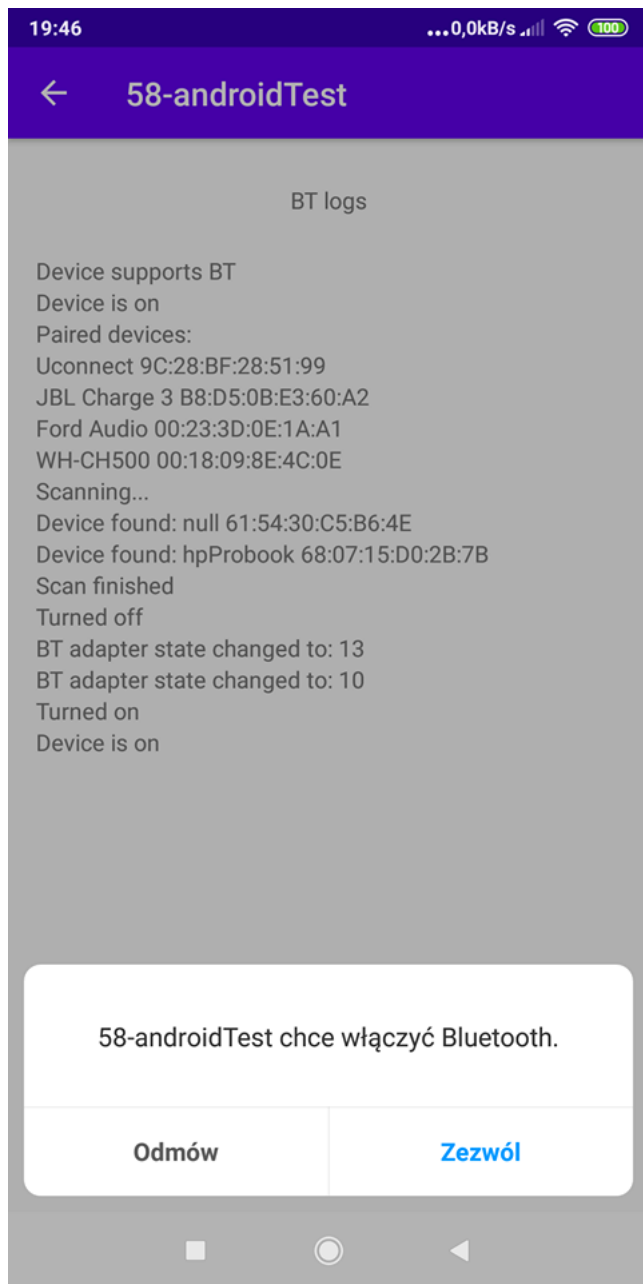 19:46
...0,0kB/s
100
58-androidTest
BT logs
Device supports BT
Device is on
Paired devices:
Uconnect 9C:28:BF:28:51:99
JBL Charge 3 B8:D5:0B:E3:60:A2
Ford Audio 00:23:3D:0E:1A:A1
WH-CH500 00:18:09:8E:4C:0E
Scanning...
Device found: null 61:54:30:C5:B6:4E
Device found: hpProbook 68:07:15:D0:2B:7B
Scan finished
Turned off
BT adapter state changed to: 13
BT adapter state changed to: 10
Turned on
Device is on
58-androidTest chce włączyć Bluetooth.
Odmów
Zezwól